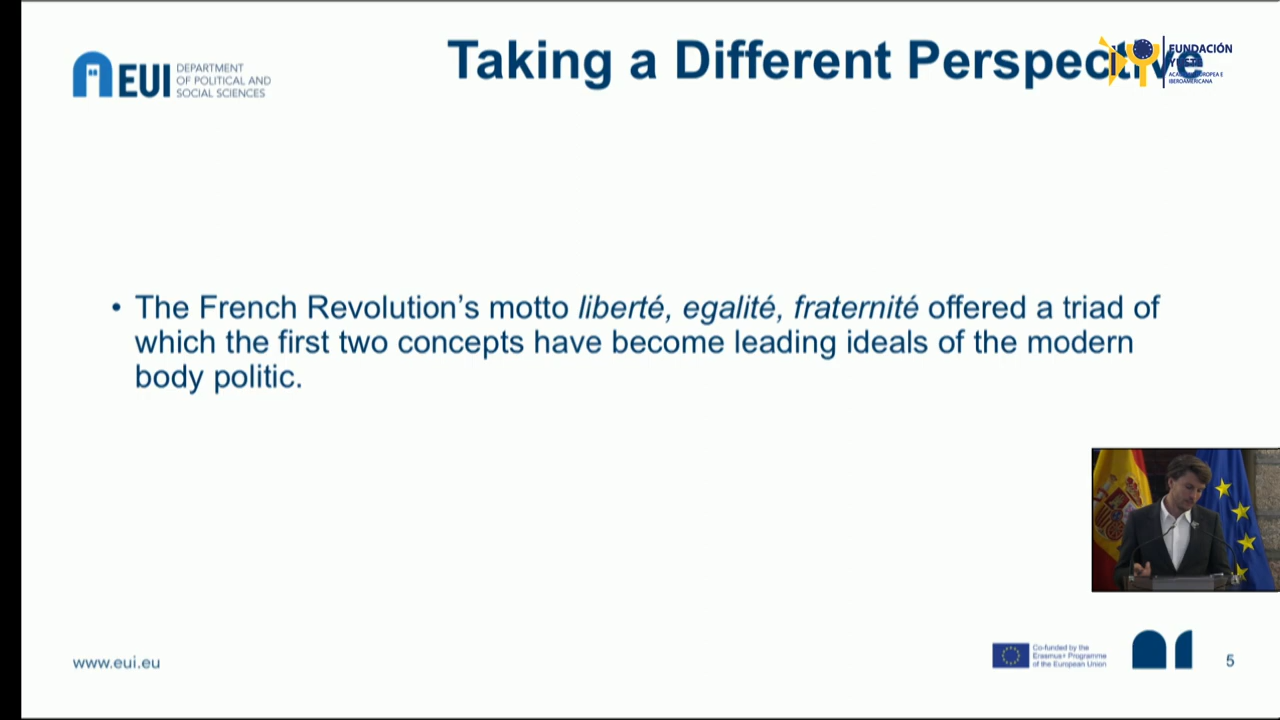 Taking a Different Perspective
EUI
DEPARTMENT
OF POLITICAL AND
SOCIAL SCIENCES
FUNDACIÓN
IBEROAMERICANA
• The French Revolution's motto liberté, egalité, fraternité offered a triad of
which the first two concepts have become leading ideals of the modern
body politic.
www.eui.eu
Co-funded by the
Erasmus+ Programme
of the European Union
5